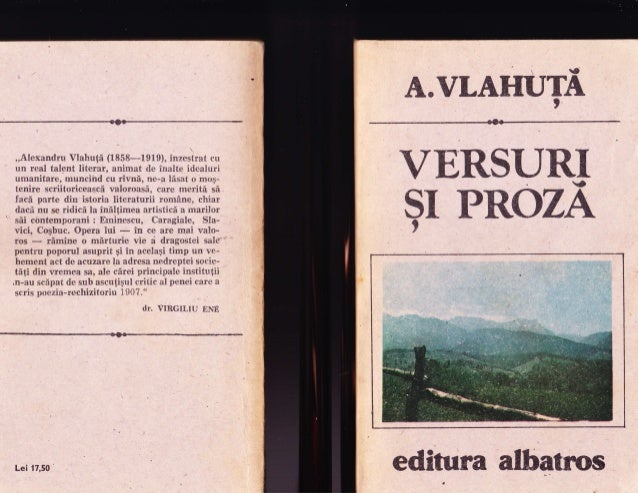 „Alexandru Vlahuță (1858—1919), înzestrat cu
un real talent literar, animat de înalte idealuri
umanitare, muncind cu rîvnă, ne-a lăsat o moș-
tenire scriitoricească valoroasă, care merită să
facă parte din istoria literaturii române, chiar
dacă nu se ridică la înălțimea artistică a marilor
săi contemporani : Eminescu, Caragiale, Sla-
vici, Coșbuc. Opera lui — în ce are mai valo-
ros — rămîne o mărturie vie a dragostei sale
pentru poporul asuprit și în același timp un ve-
hement act de acuzare la adresa nedreptei socie-
tăți din vremea sa, ale cărei principale instituții
n-au scăpat de sub ascuțișul critic al penei care a
scris poezia-rechizitoriu 1907."
dr. VIRGILIU ENE
Lei 17,50
A. VLAHUȚĂ
VERSURI
ȘI PROZĂ
editura albatros